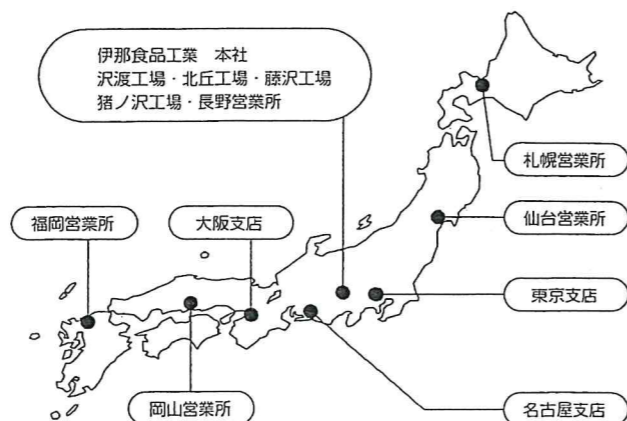 伊那食品工業　本社
沢渡工場・北丘工場・藤沢工場
猪ノ沢工場・長野営業所
札幌営業所
福岡営業所
大阪支店
仙台営業所
東京支店
岡山営業所
名古屋支店